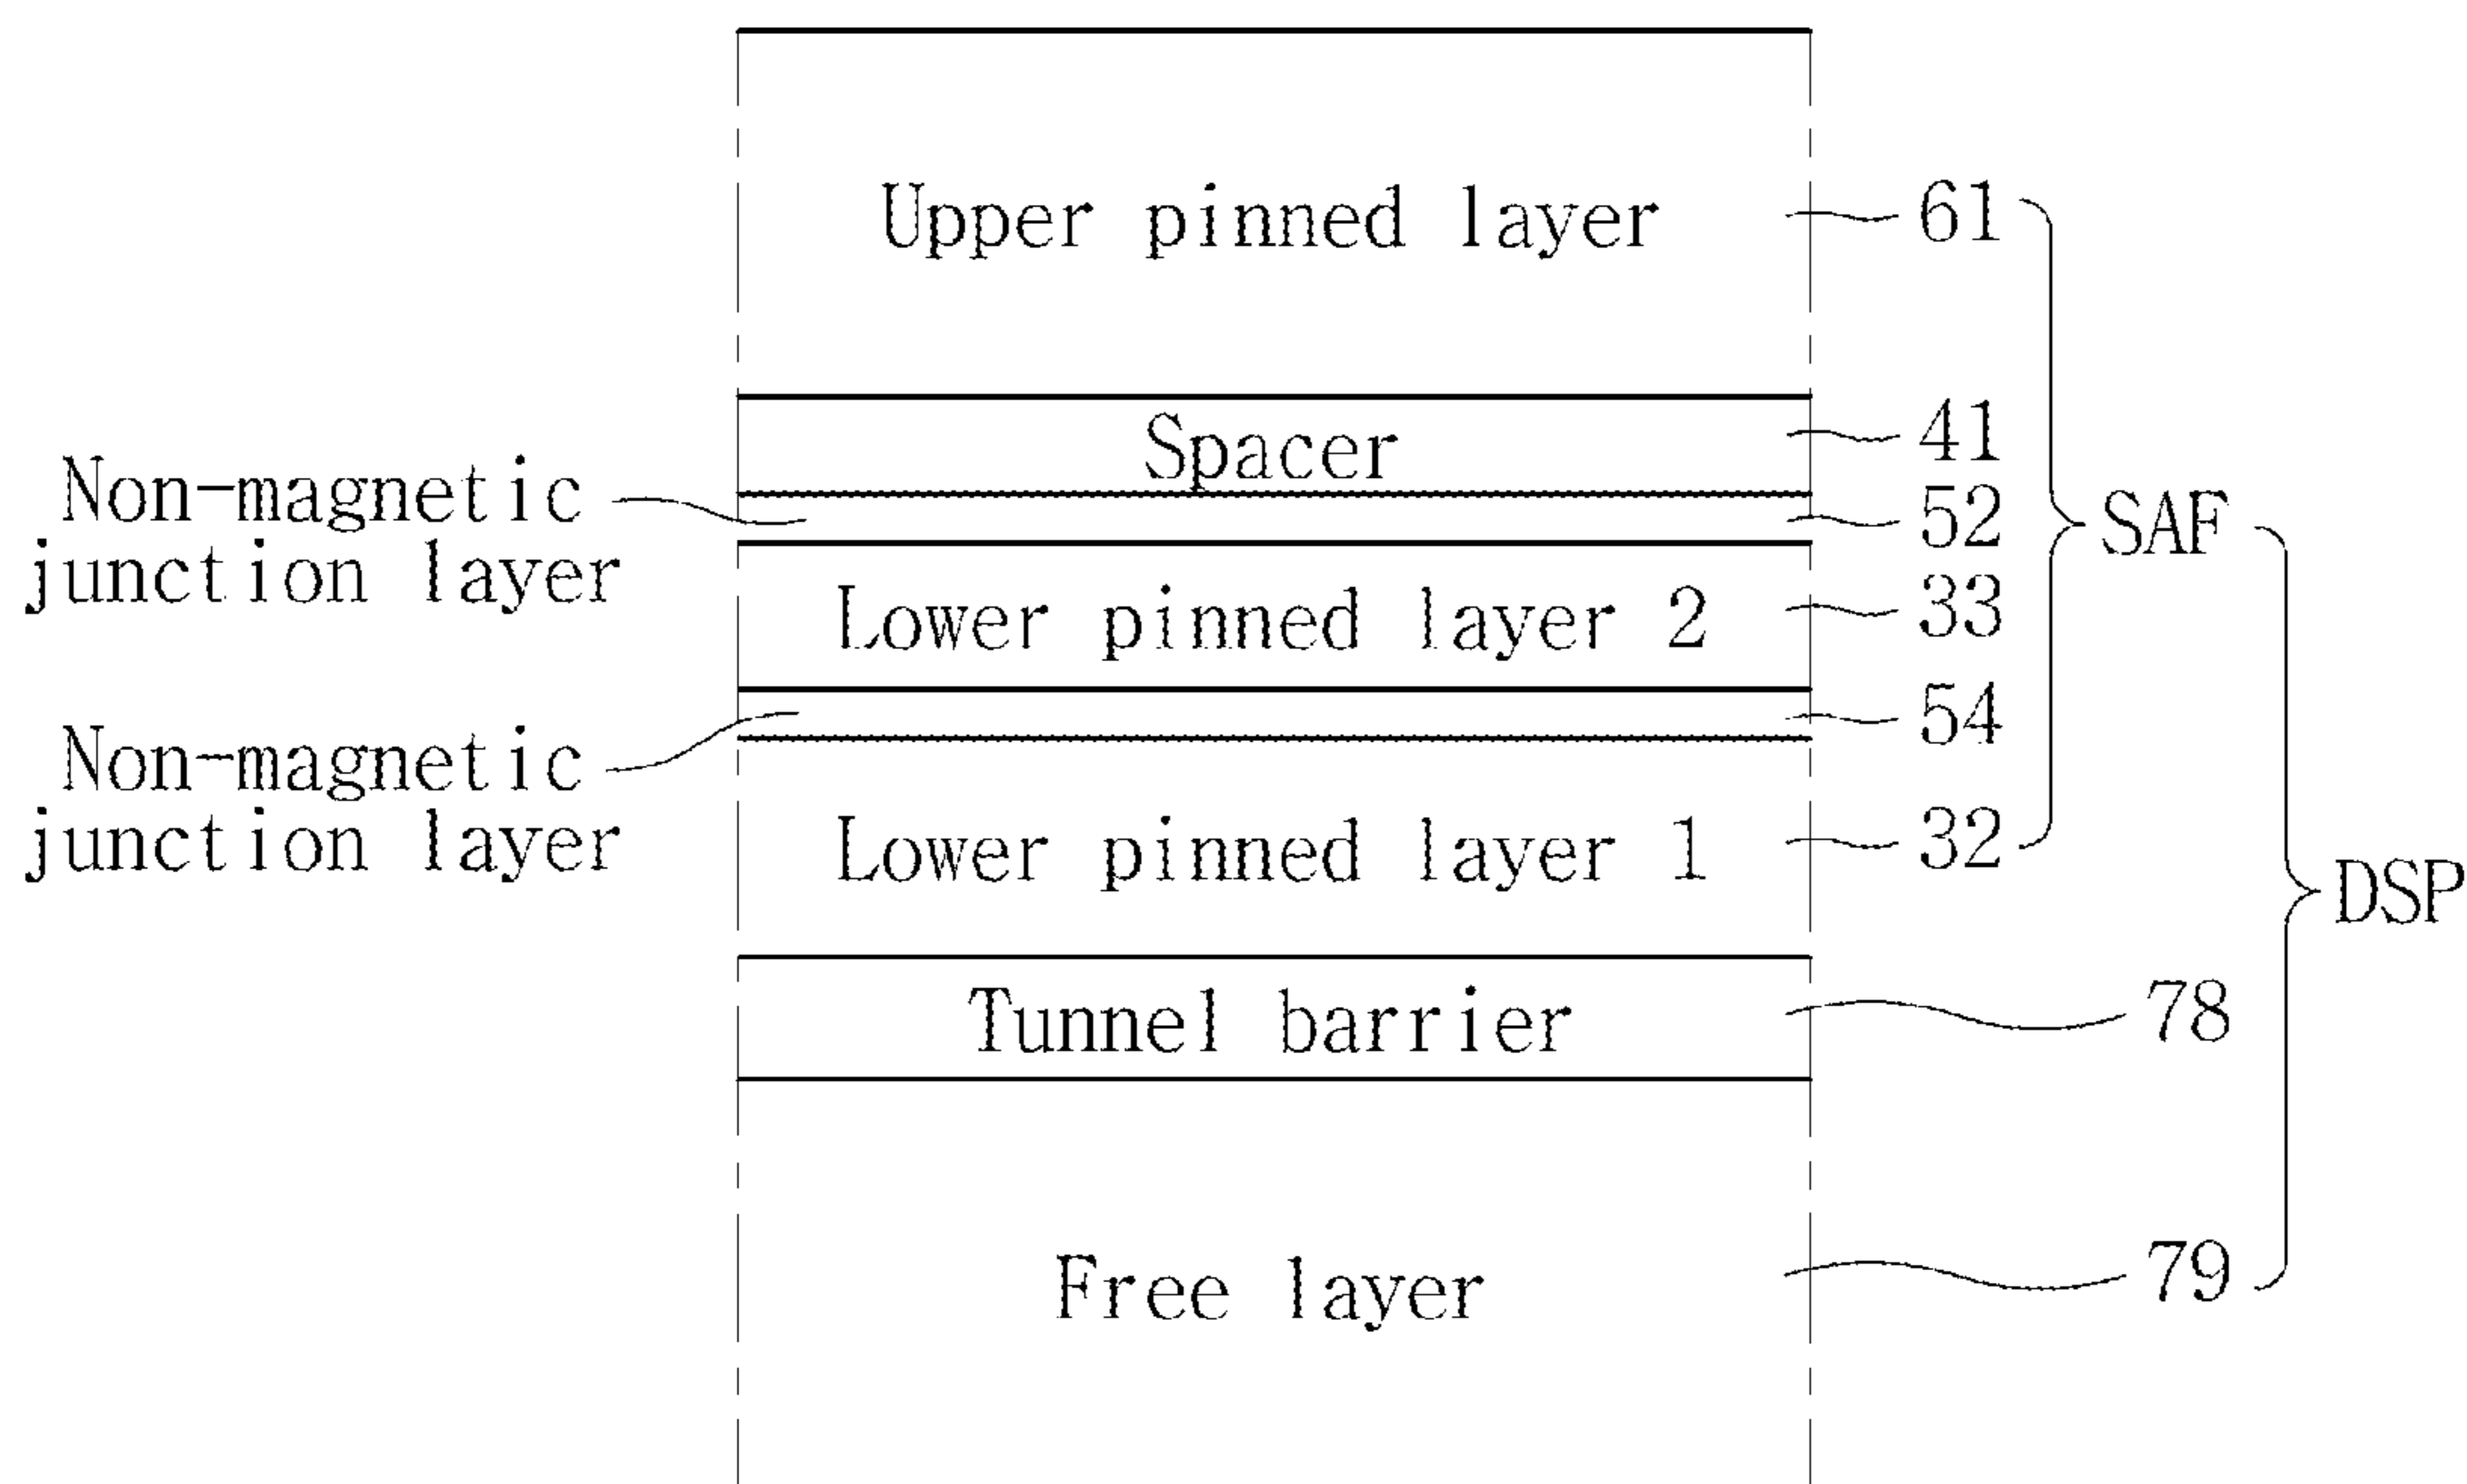 Upper pinned layer 61
Spacer 41
Non-magnetic
junction layer
52
SAF
Lower pinned layer 2 33
54
Non-magnetic
junction layer
Lower pinned layer 1 32
DSP
Tunnel barrier 78
Free layer 79